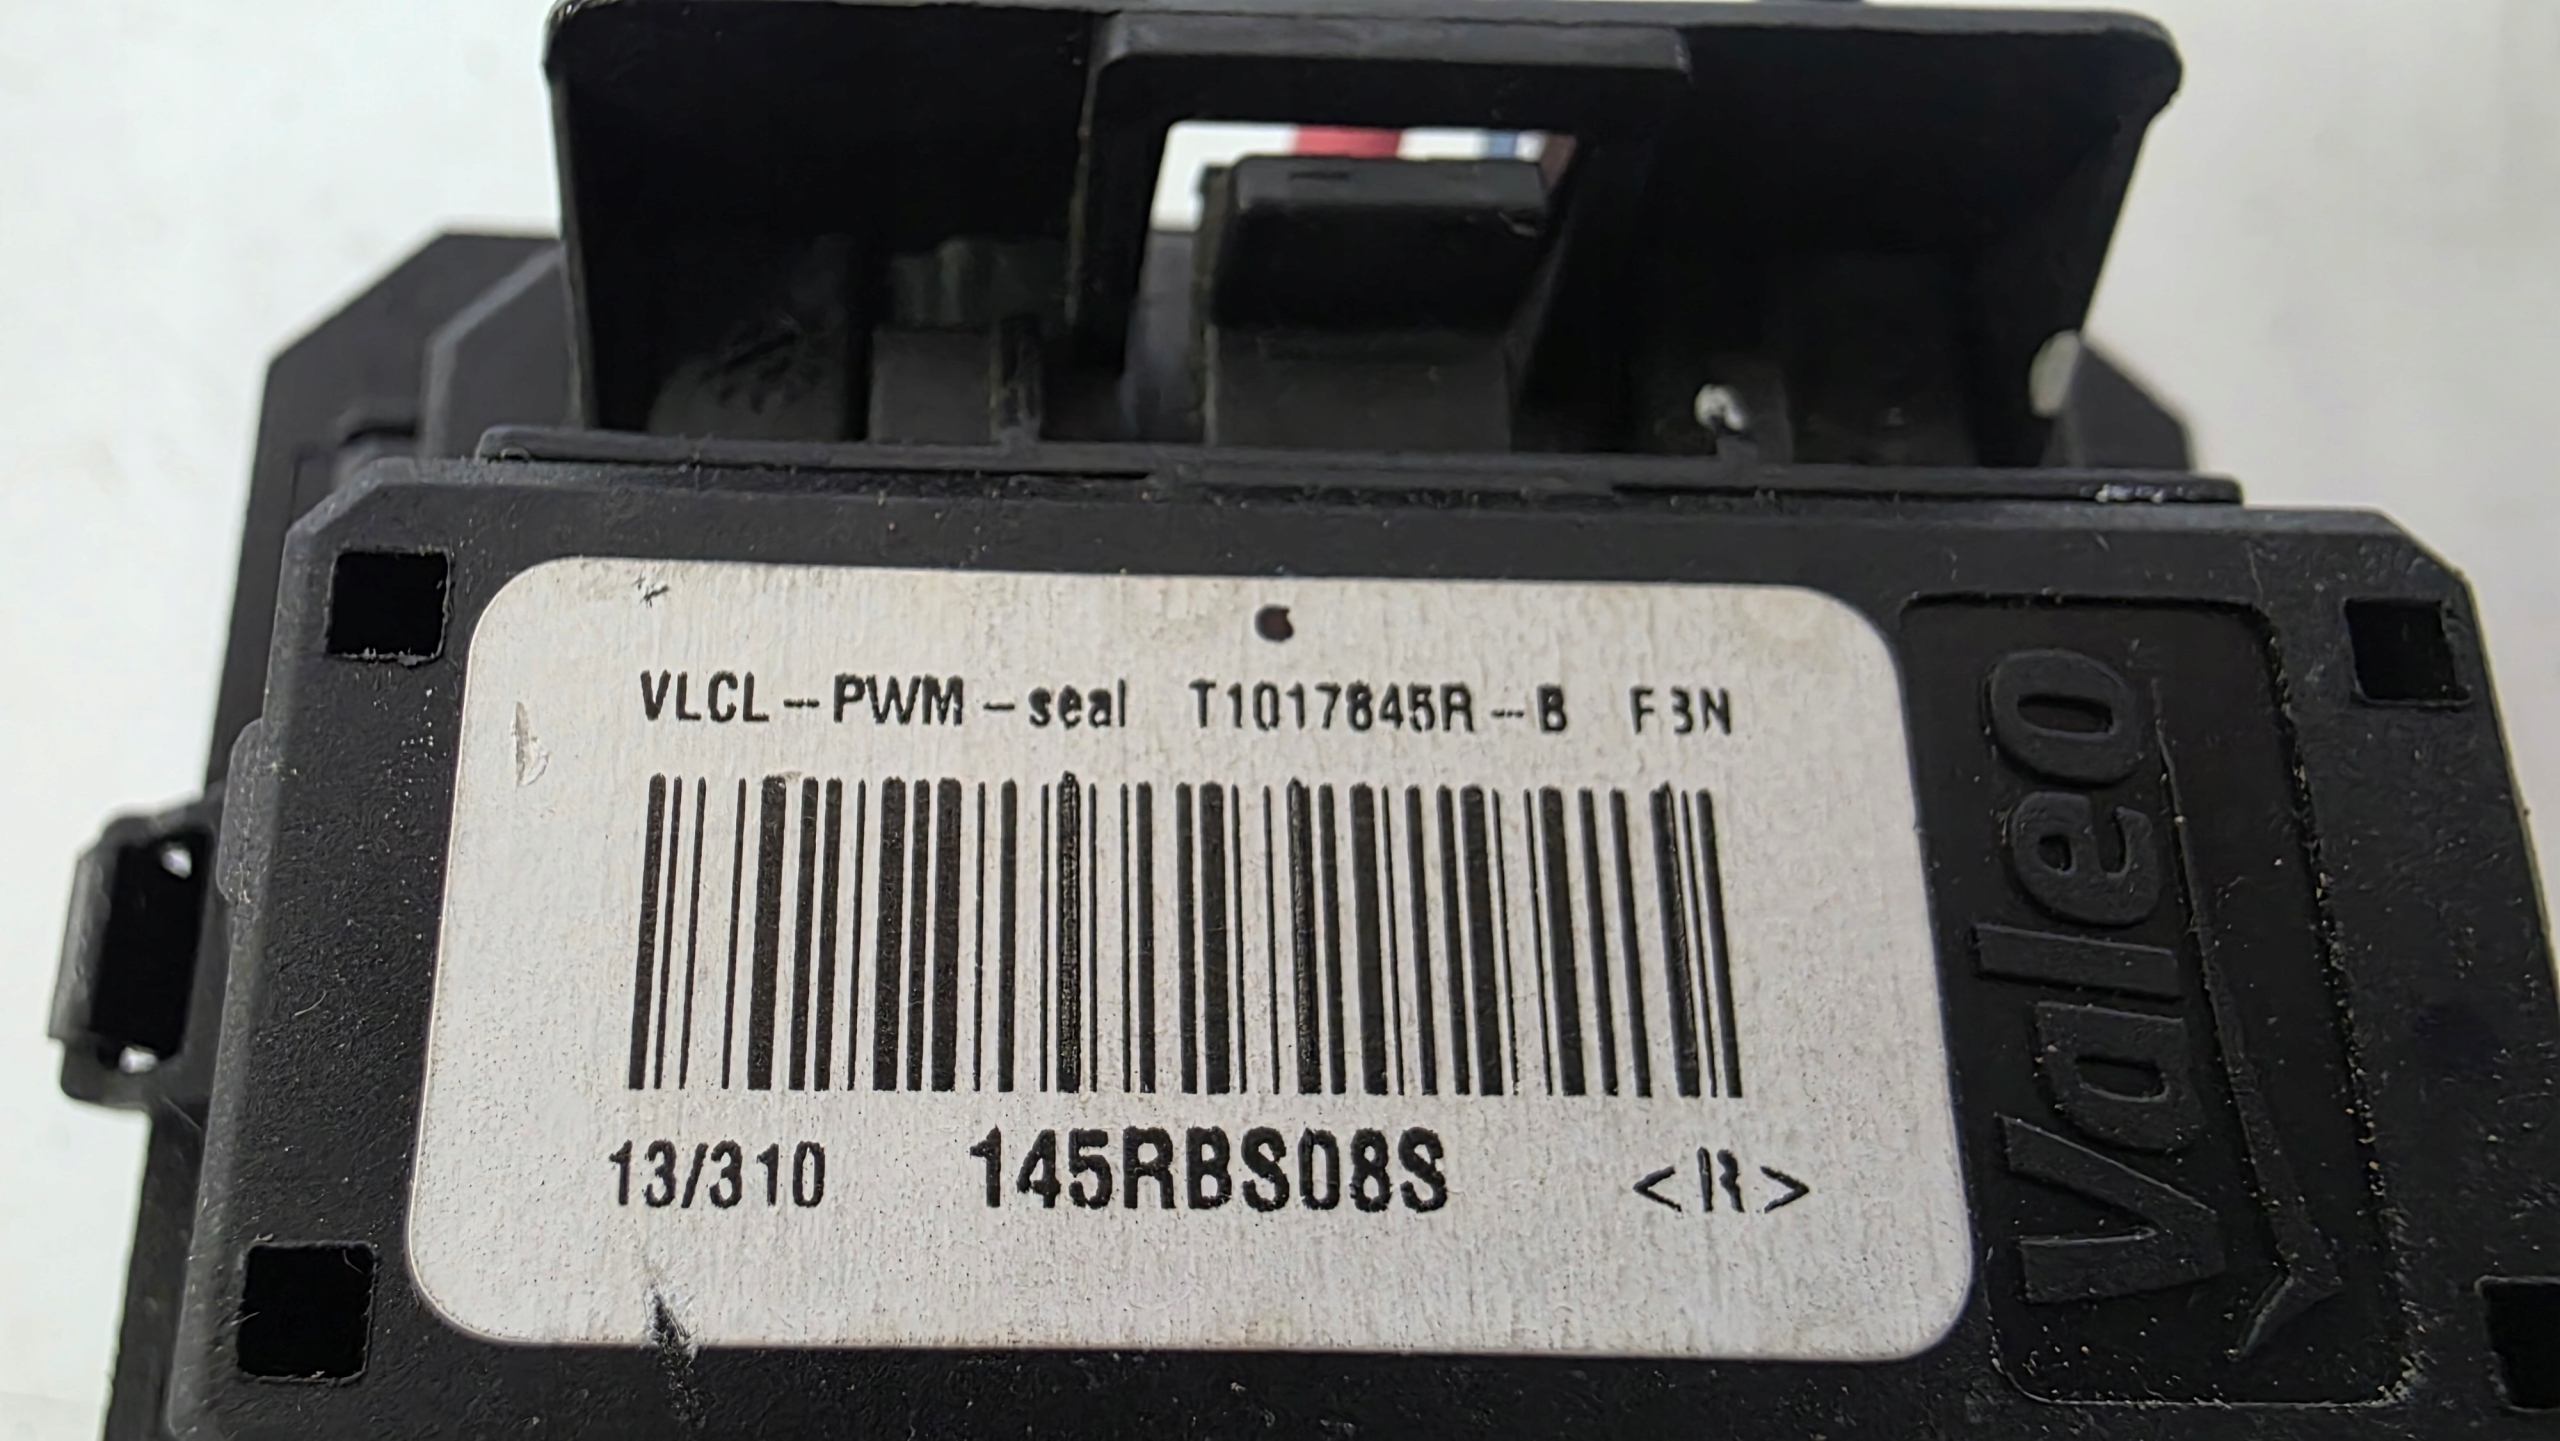 VLCL-PWM-seal T1017845R-B F3N
13/310 145RBS08S <R>
Valeo